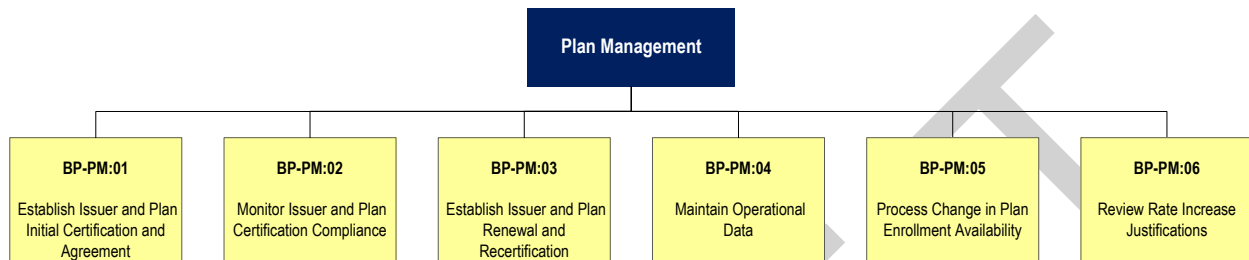 Plan Management
BP-PM:01
Establish Issuer and Plan
Initial Certification and
Agreement
BP-PM:02
Monitor Issuer and Plan
Certification Compliance
BP-PM:03
Establish Issuer and Plan
Renewal and
Recertification
BP-PM:04
Maintain Operational
Data
BP-PM:05
Process Change in Plan
Enrollment Availability
BP-PM:06
Review Rate Increase
Justifications